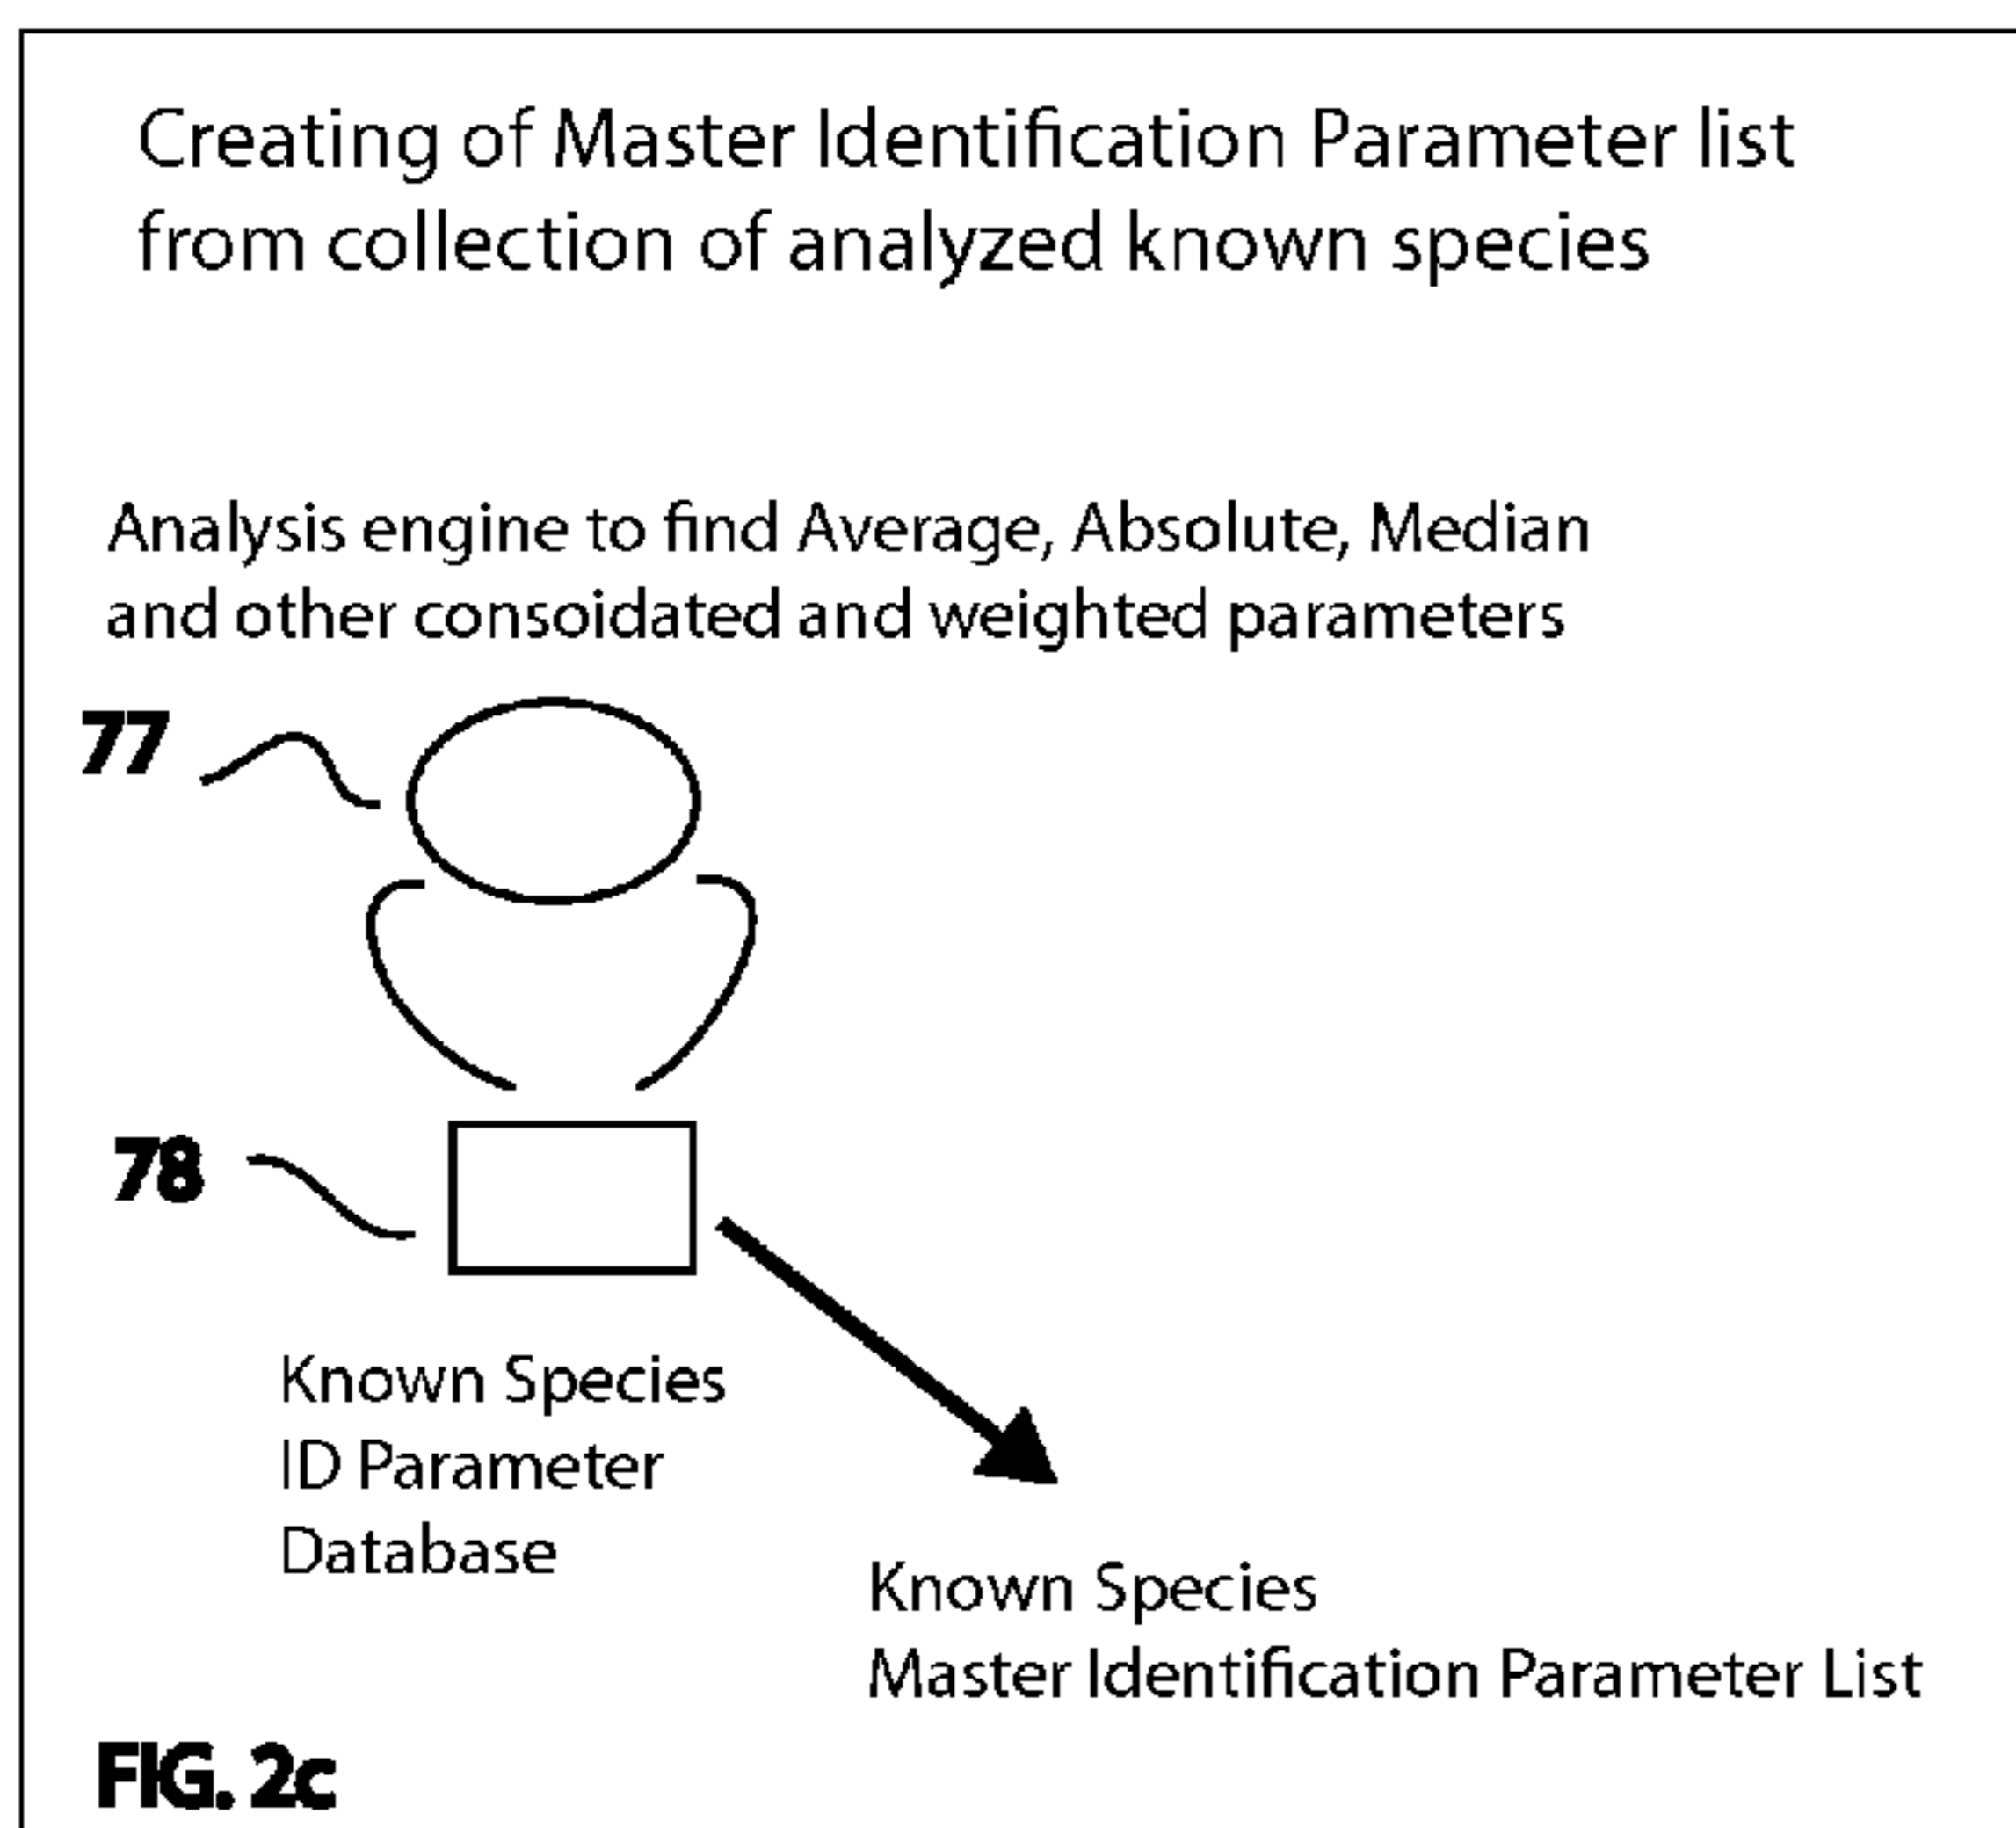 Creating of Master Identification Parameter list
from collection of analyzed known species
Analysis engine to find Average, Absolute, Median
and other consoidated and weighted parameters
77
78
Known Species
ID Parameter
Database
Known Species
Master Identification Parameter List
FIG. 2c